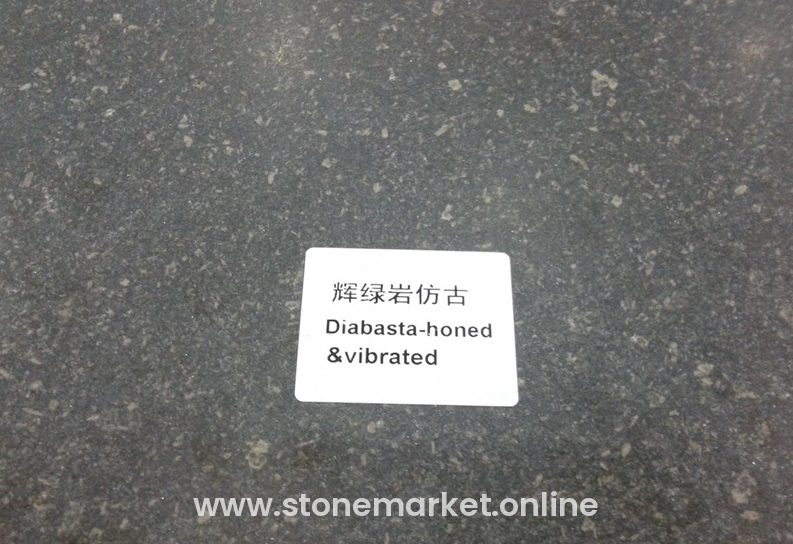 辉绿岩仿古
Diabasta-honed
&vibrated
www.stonemarket.online